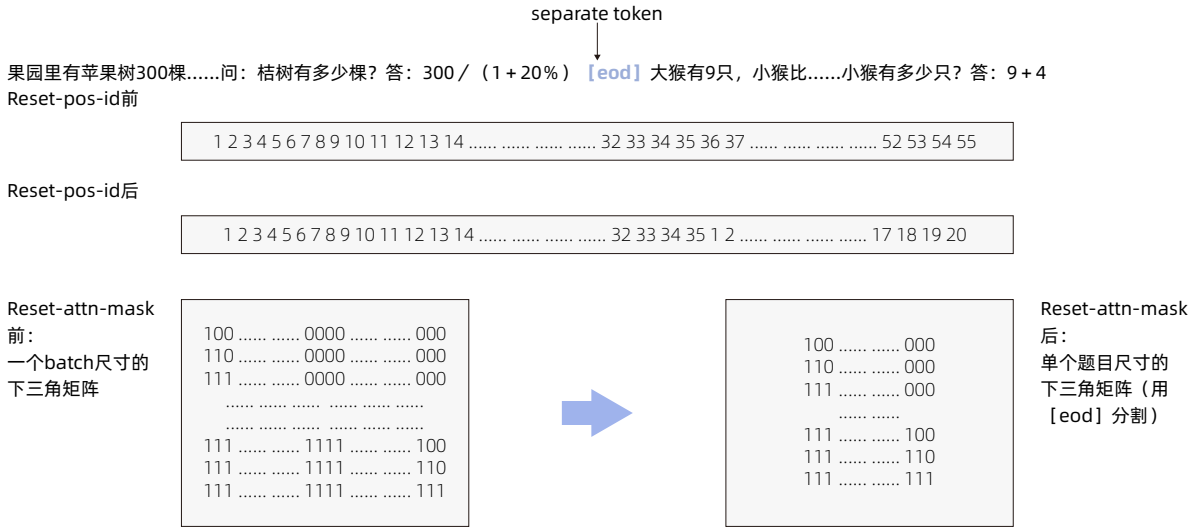 separate token
果园里有苹果树300棵......问：桔树有多少棵？答：300／（1+20%）［eod］大猴有9只，小猴比......小猴有多少只？答：9+4
Reset-pos-id前
1 2 3 4 5 6 7 8 9 10 11 12 13 14 ...... ...... ...... ...... 32 33 34 35 36 37 ...... ...... ...... ...... 52 53 54 55
Reset-pos-id后
1 2 3 4 5 6 7 8 9 10 11 12 13 14 ...... ...... ...... ...... 32 33 34 35 1 2 ...... ...... ...... ...... 17 18 19 20
Reset-attn-mask
前：
一个batch尺寸的
下三角矩阵
100 ...... ...... 0000 ...... ...... 000
110 ...... ...... 0000 ...... ...... 000
111 ...... ...... 0000 ...... ...... 000
...... ...... ...... ...... ...... ......
...... ...... ...... ...... ...... ......
111 ...... ...... 1111 ...... ...... 100
111 ...... ...... 1111 ...... ...... 110
111 ...... ...... 1111 ...... ...... 111
100 ...... ...... 000
110 ...... ...... 000
111 ...... ...... 000
...... ......
111 ...... ...... 100
111 ...... ...... 110
111 ...... ...... 111
Reset-attn-mask
后：
单个题目尺寸的
下三角矩阵（用
［eod］分割）